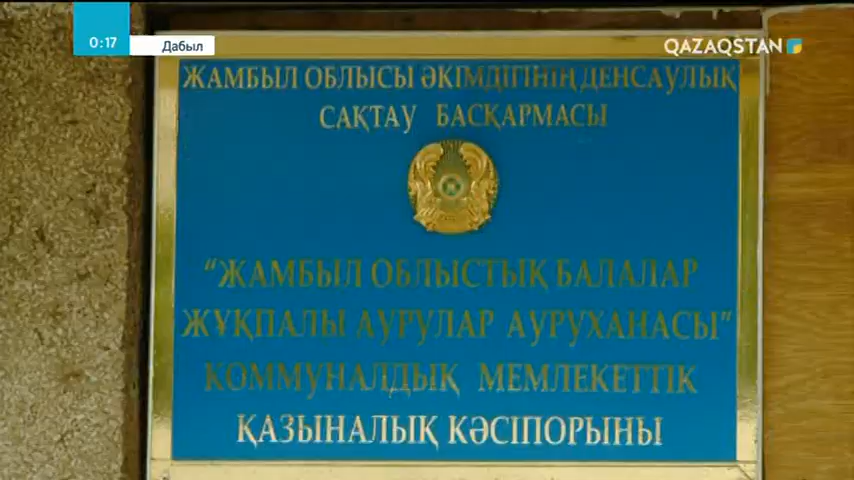 0:17
Дабыл
QAZAQSTAN
ЖАМБЫЛ ОБЛЫСЫ ӘКІМДІГІНІҢ ДЕНСАУЛЫҚ
САҚТАУ БАСҚАРМАСЫ
“ЖАМБЫЛ ОБЛЫСТЫҚ БАЛАЛАР
ЖҰҚПАЛЫ АУРУЛАР АУРУХАНАСЫ”
КОММУНАЛДЫҚ МЕМЛЕКЕТТІК
ҚАЗЫНАЛЫҚ КӘСІПОРЫНЫ